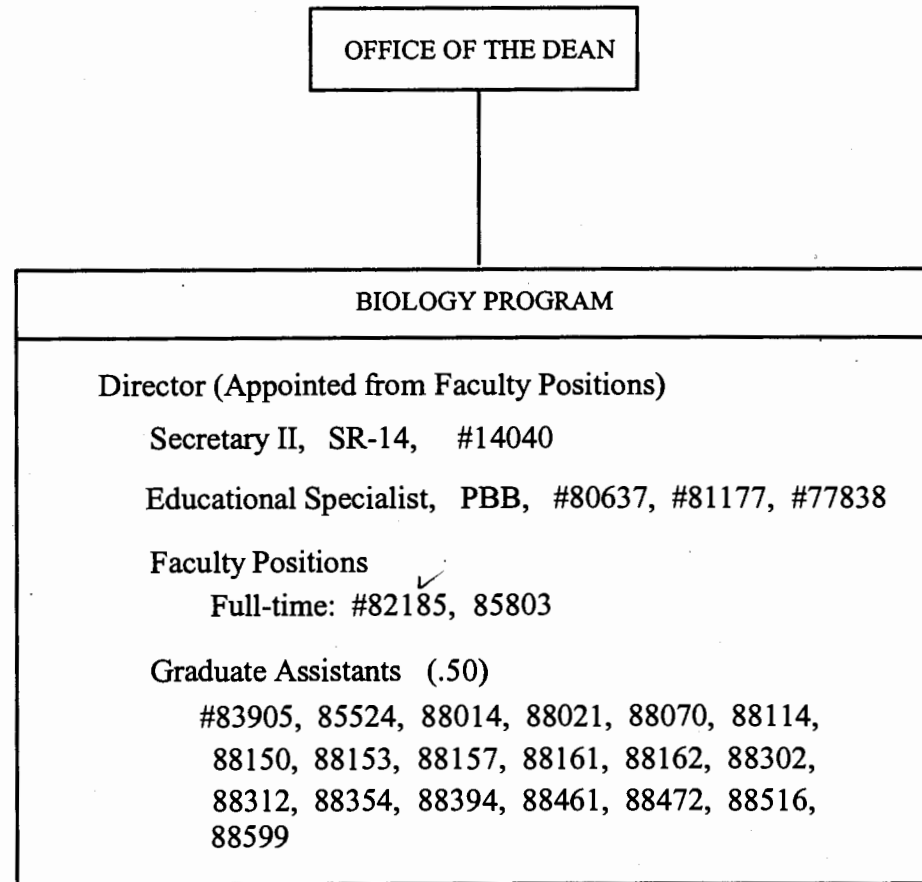 OFFICE OF THE DEAN
BIOLOGY PROGRAM
Director (Appointed from Faculty Positions)
Secretary II, SR-14, #14040
Educational Specialist, PBB, #80637, #81177, #77838
Faculty Positions
Full-time: #82185, 85803
Graduate Assistants (.50)
#83905, 85524, 88014, 88021, 88070, 88114,
88150, 88153, 88157, 88161, 88162, 88302,
88312, 88354, 88394, 88461, 88472, 88516,
88599